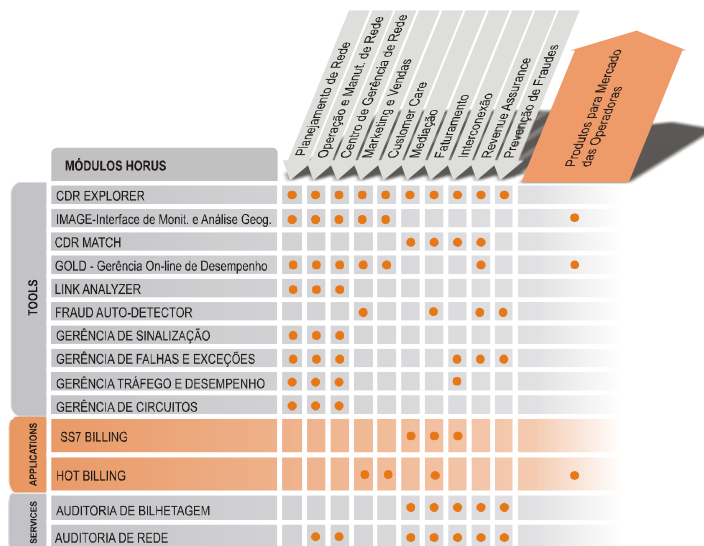 Planejamento de Rede
Operação e Manut. de Rede
Centro de Gerência de Rede
Marketing e Vendas
Customer Care
Mediação
Faturamento
Interconexão
Revenue Assurance
Prevenção de Fraudes
Produtos para Mercado
das Operadoras
MÓDULOS HORUS
TOOLS
CDR EXPLORER
IMAGE-Interface de Monit. e Análise Geog.
CDR MATCH
GOLD - Gerência On-line de Desempenho
LINK ANALYZER
FRAUD AUTO-DETECTOR
GERÊNCIA DE SINALIZAÇÃO
GERÊNCIA DE FALHAS E EXCEÇÕES
GERÊNCIA TRÁFEGO E DESEMPENHO
GERÊNCIA DE CIRCUITOS
APPLICATIONS
SS7 BILLING
HOT BILLING
SERVICES
AUDITORIA DE BILHETAGEM
AUDITORIA DE REDE